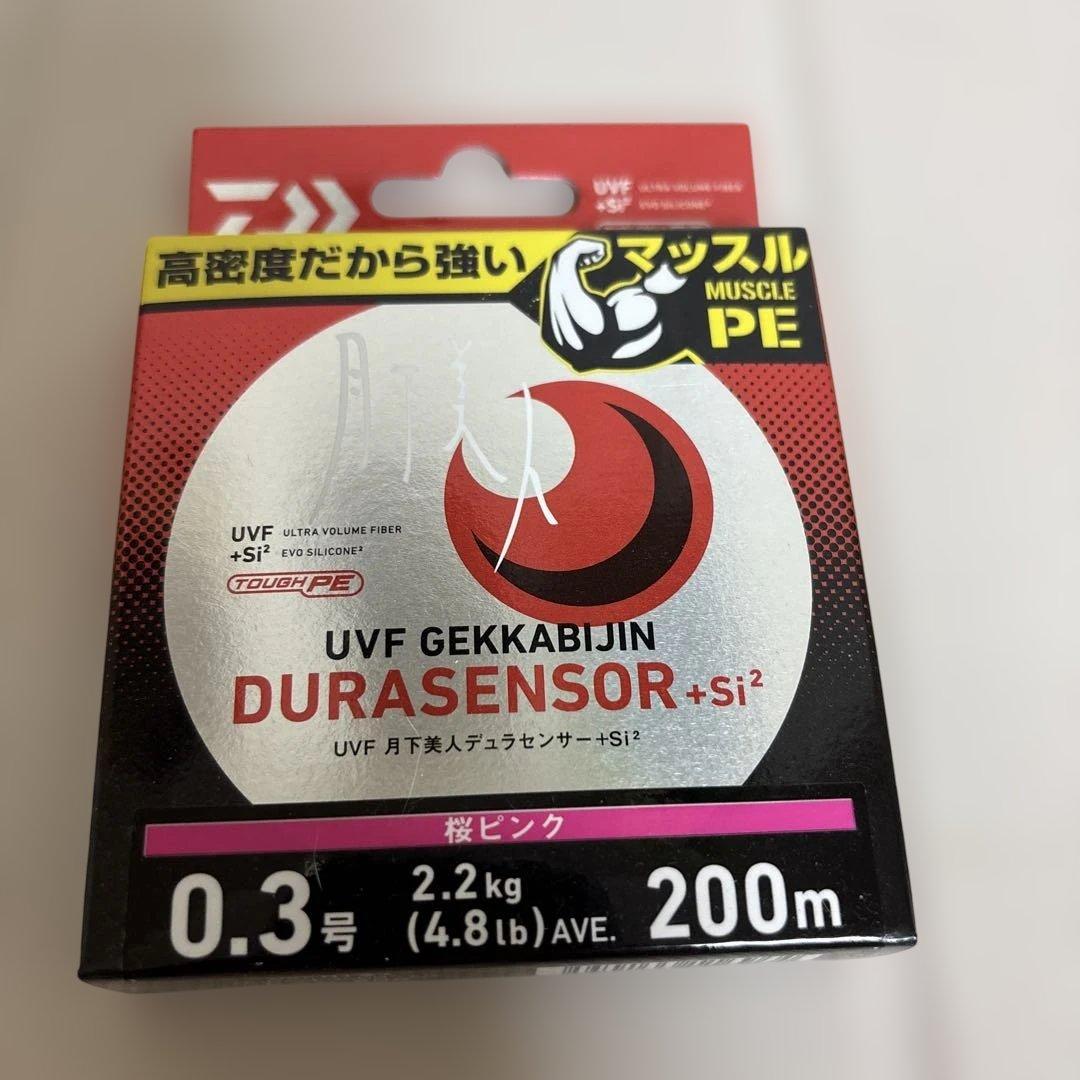 UVF ULTRA VOLUME FIBER
+Si² EVO SILICONE²
高密度だから強い
マッスル
MUSCLE
PE
月下美人
UVF ULTRA VOLUME FIBER
+Si² EVO SILICONE²
TOUGH PE
UVF GEKKABIJIN
DURASENSOR +Si²
UVF 月下美人デュラセンサー+Si²
桜ピンク
0.3号 2.2kg (4.8lb) AVE. 200m